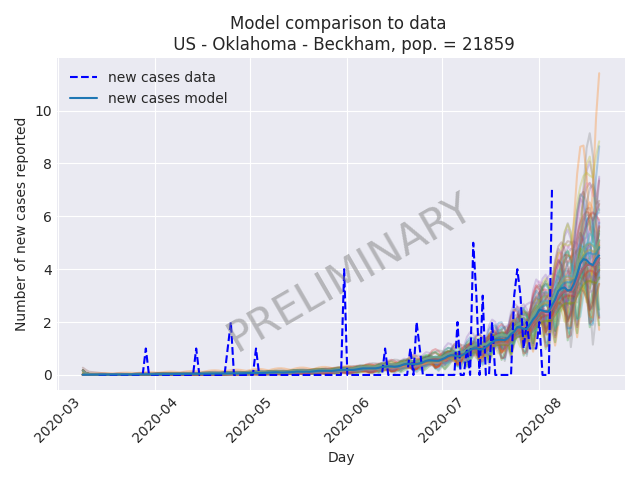 Model comparison to data
US - Oklahoma - Beckham, pop. = 21859
new cases data
new cases model
Number of new cases reported
10
8
6
4
2
0
PRELIMINARY
2020-03
2020-04
2020-05
2020-06
2020-07
2020-08
Day